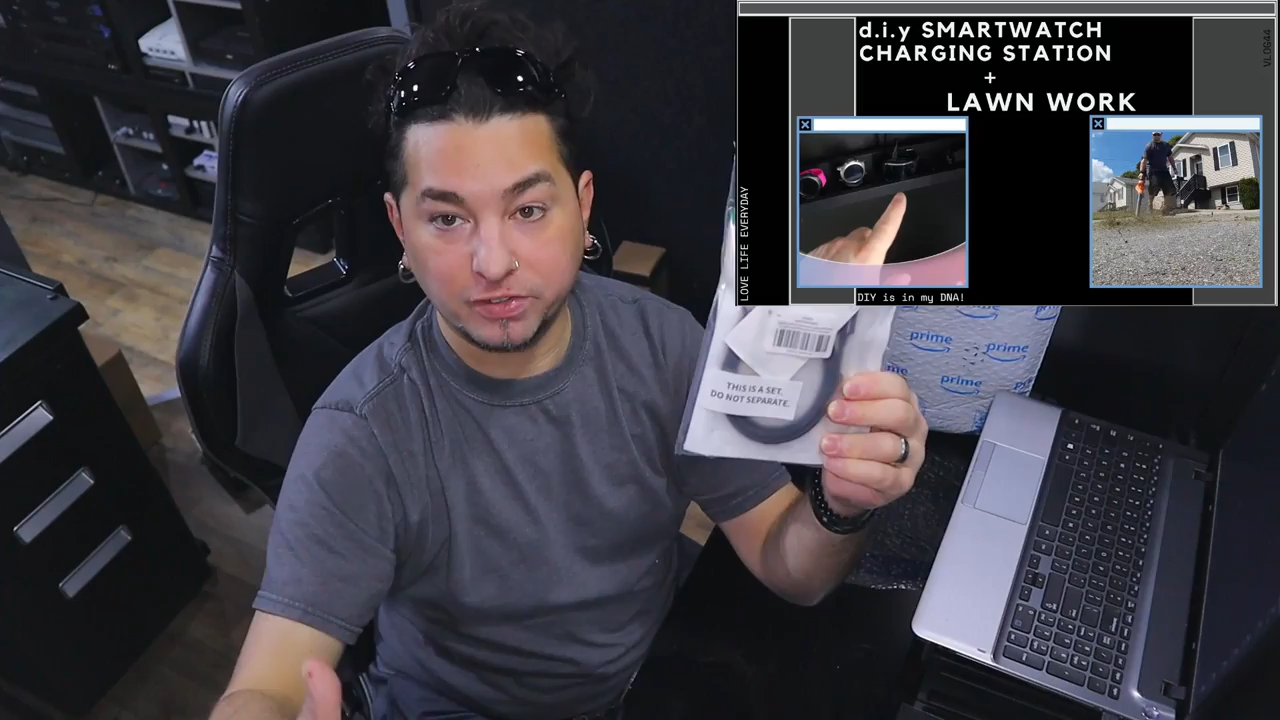 d.i.y SMARTWATCH
CHARGING STATION
+
LAWN WORK
VLOG44
LOVE LIFE EVERYDAY
DIY is in my DNA!
THIS IS A SET.
DO NOT SEPARATE.
prime
prime
prime